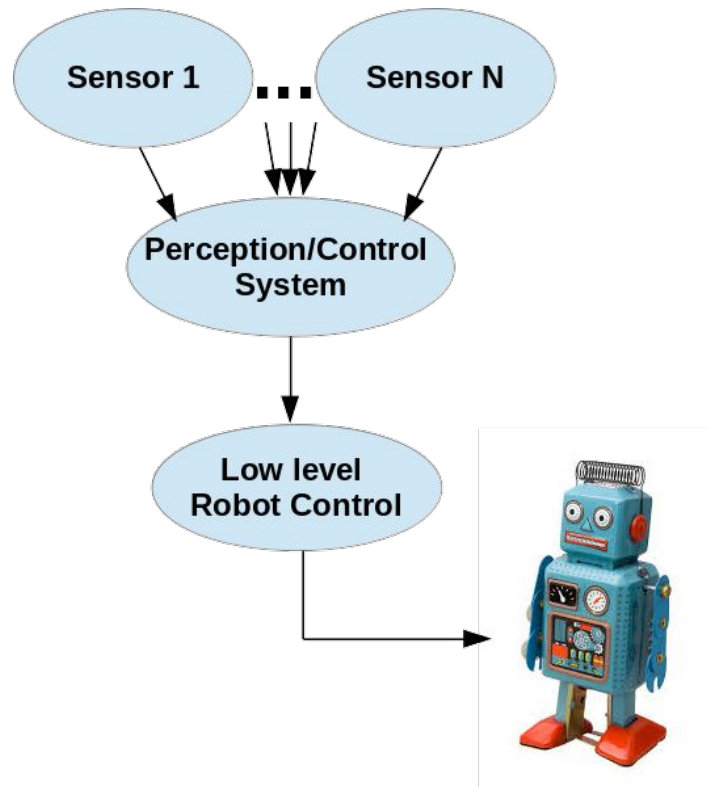 Sensor 1
...
Sensor N
Perception/Control
System
Low level
Robot Control